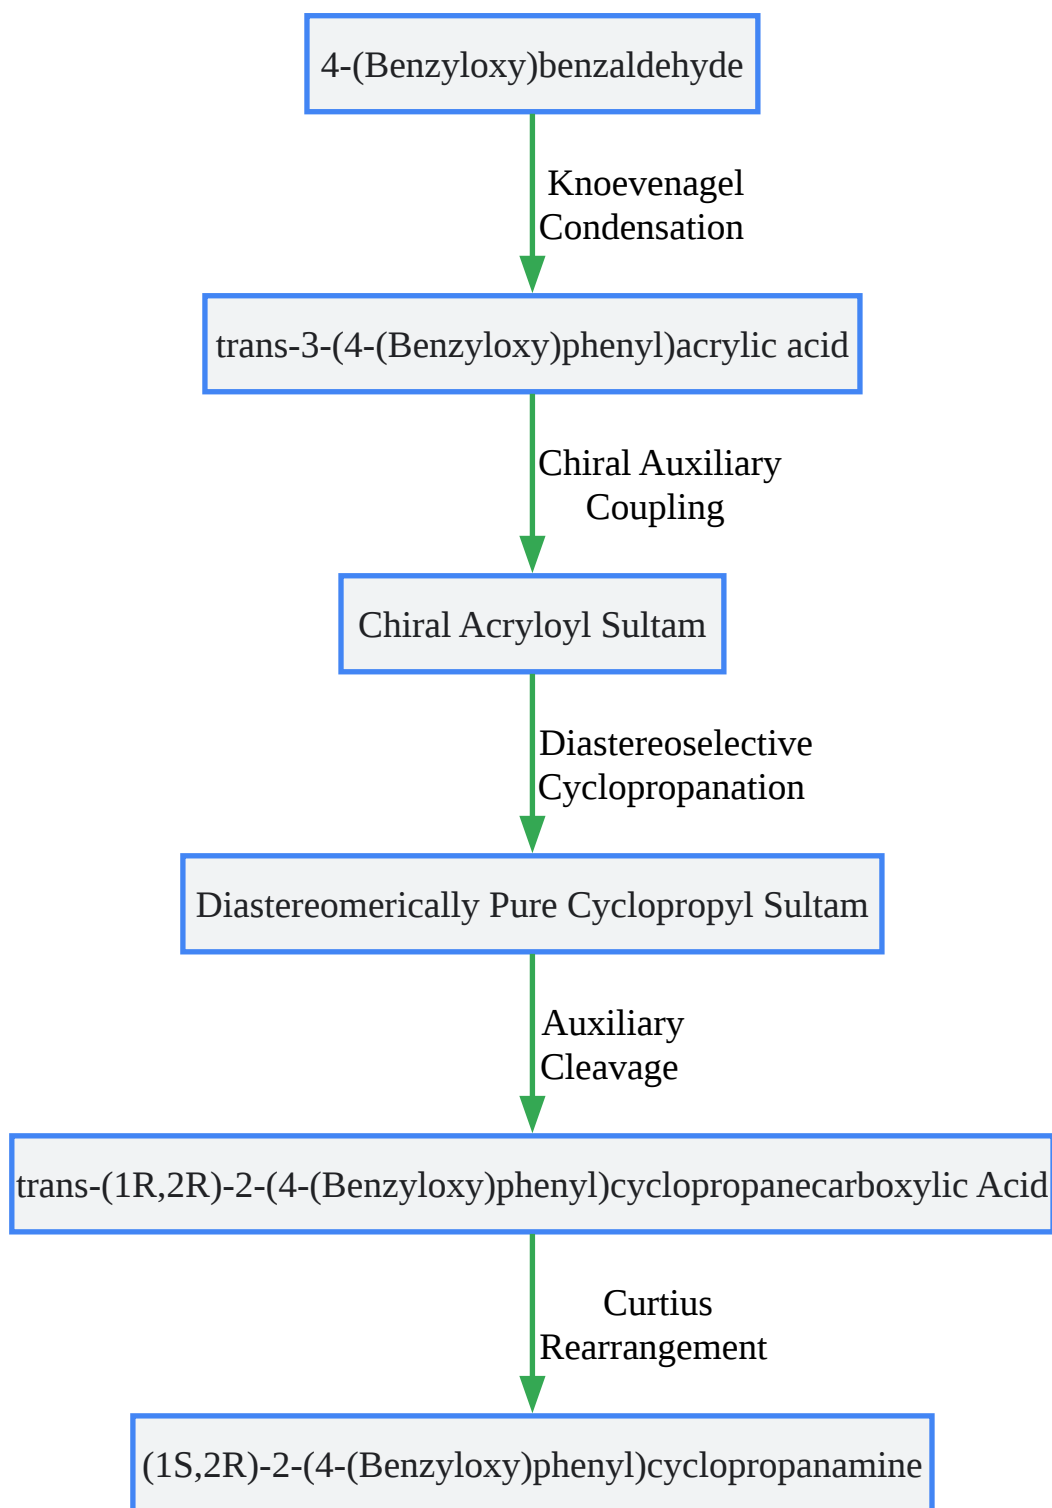 4-(Benzyloxy)benzaldehyde
Knoevenagel
Condensation
trans-3-(4-(Benzyloxy)phenyl)acrylic acid
Chiral Auxiliary
Coupling
Chiral Acryloyl Sultam
Diastereoselective
Cyclopropanation
Diastereomerically Pure Cyclopropyl Sultam
Auxiliary
Cleavage
trans-(1R,2R)-2-(4-(Benzyloxy)phenyl)cyclopropanecarboxylic Acid
Curtius
Rearrangement
(1S,2R)-2-(4-(Benzyloxy)phenyl)cyclopropanamine